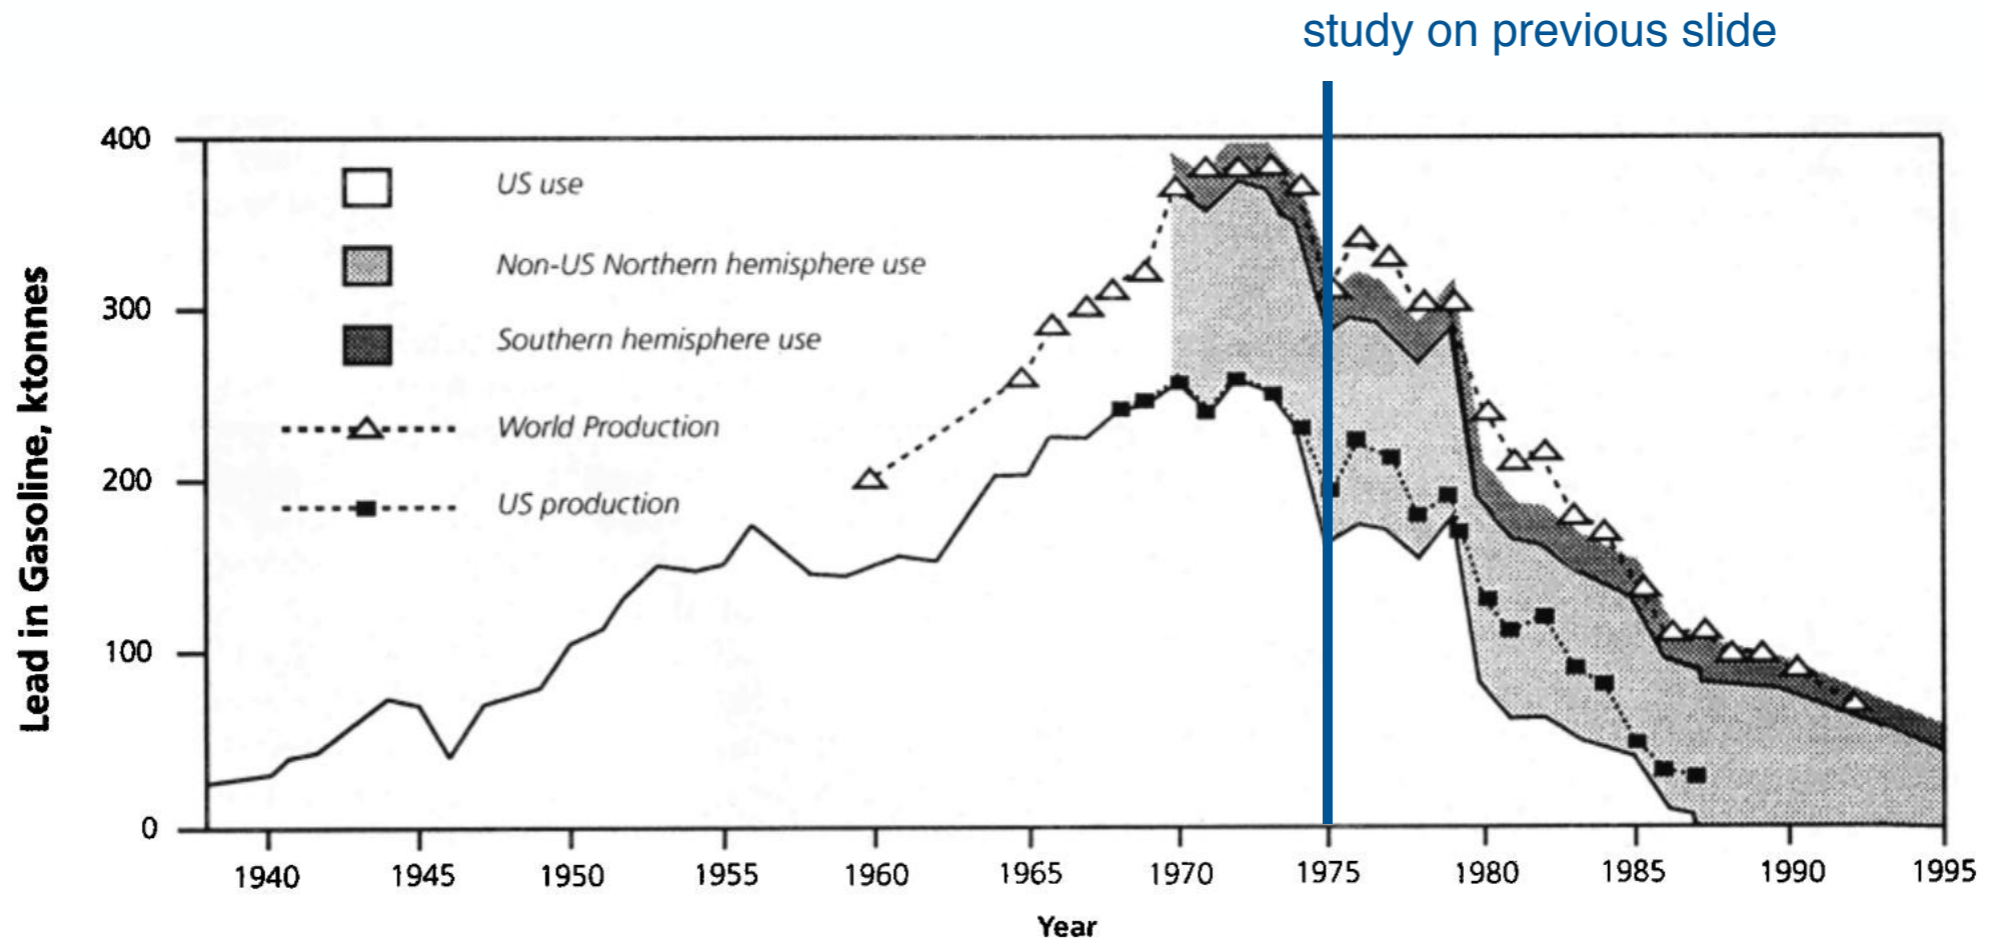 study on previous slide
400
300
200
100
0
Lead in Gasoline, ktonnes
US use
Non-US Northern hemisphere use
Southern hemisphere use
World Production
US production
1940 1945 1950 1955 1960 1965 1970 1975 1980 1985 1990 1995
Year